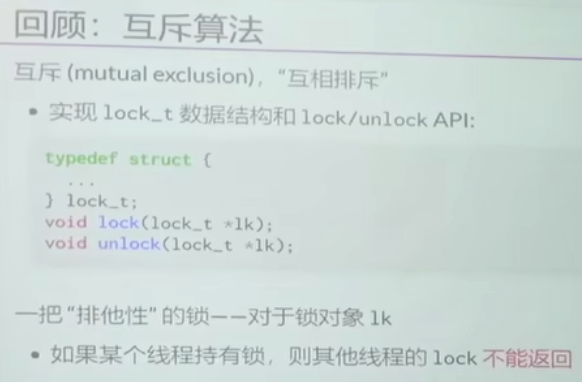 回顾：互斥算法
互斥 (mutual exclusion)，“互相排斥”
• 实现 lock_t 数据结构和 lock/unlock API:
typedef struct {
...
} lock_t;
void lock(lock_t *lk);
void unlock(lock_t *lk);
一把“排他性”的锁——对于锁对象 lk
• 如果某个线程持有锁，则其他线程的 lock 不能返回